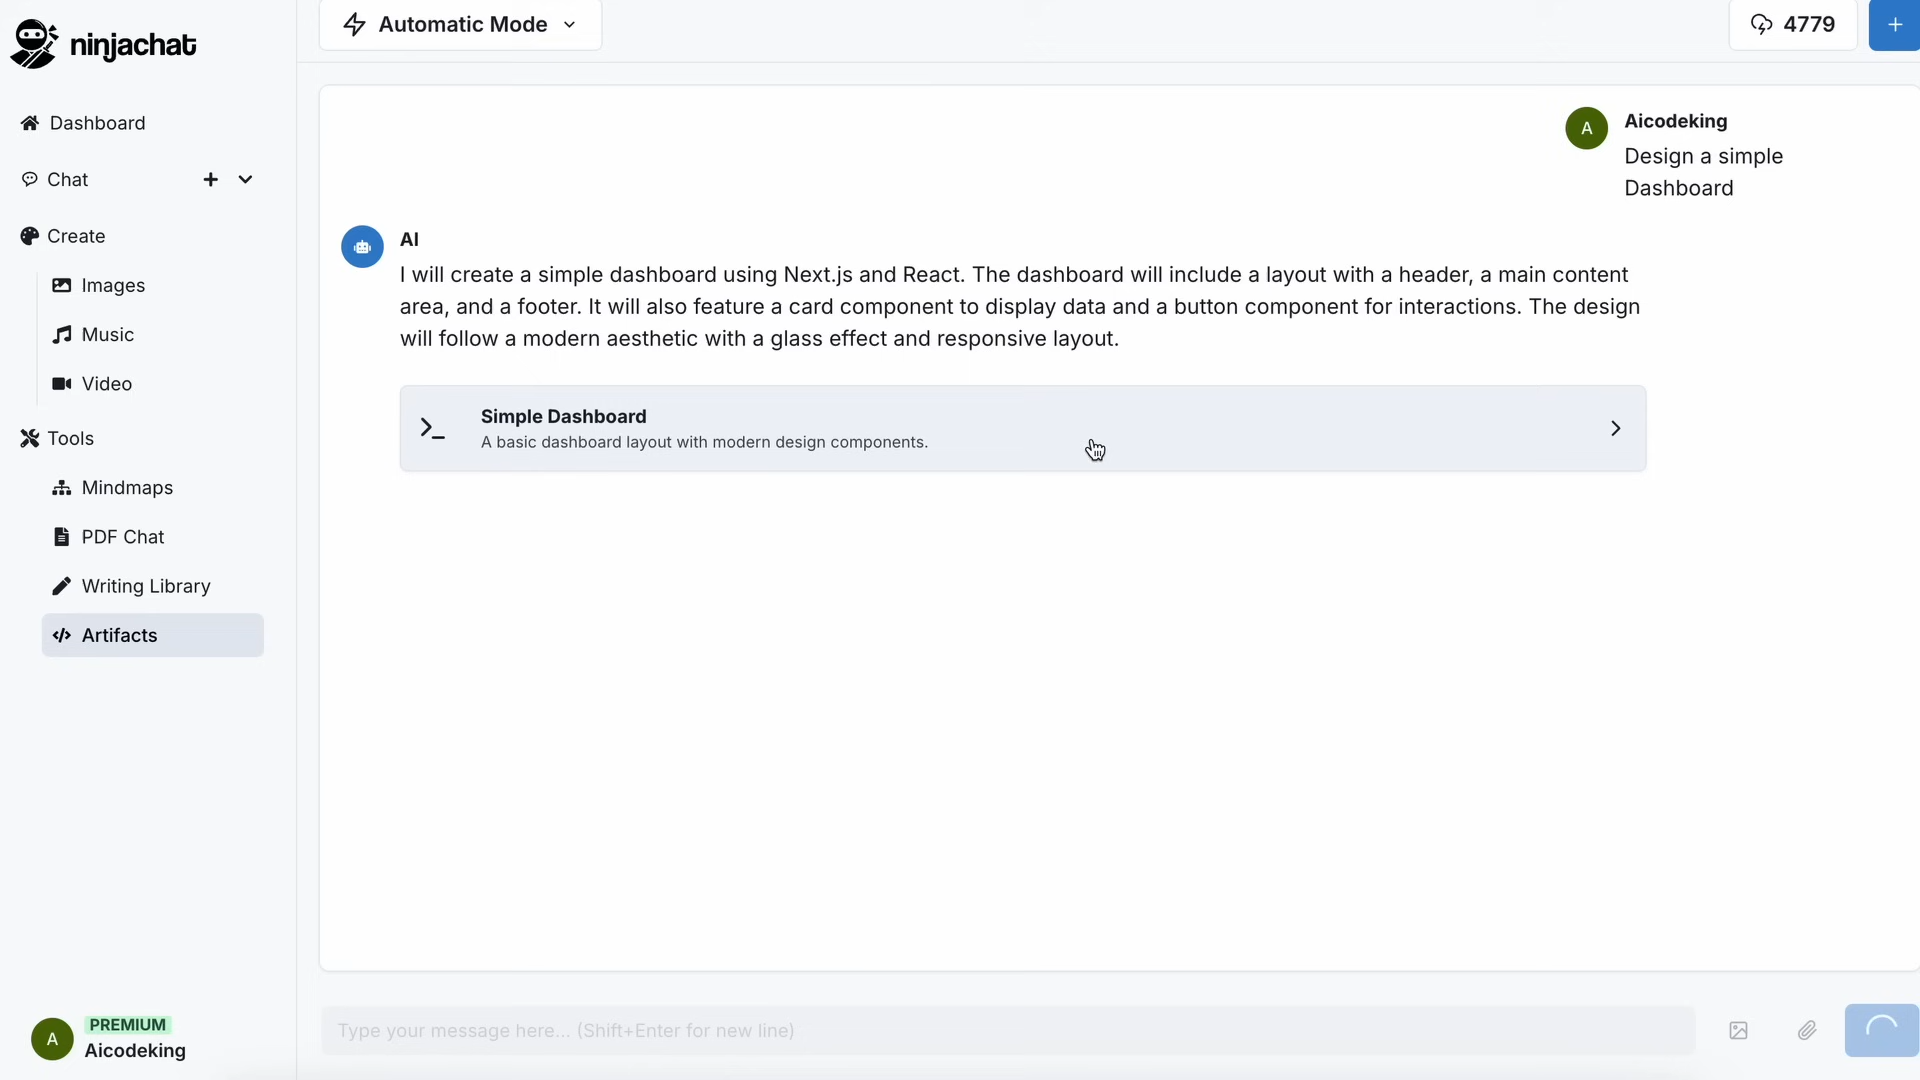 ninjachat
Automatic Mode
4779
+
Dashboard
Chat
Create
Images
Music
Video
Tools
Mindmaps
PDF Chat
Writing Library
Artifacts
A
Aicodeking
Design a simple
Dashboard
AI
I will create a simple dashboard using Next.js and React. The dashboard will include a layout with a header, a main content
area, and a footer. It will also feature a card component to display data and a button component for interactions. The design
will follow a modern aesthetic with a glass effect and responsive layout.
Simple Dashboard
A basic dashboard layout with modern design components.
A
PREMIUM
Aicodeking
Type your message here... (Shift+Enter for new line)